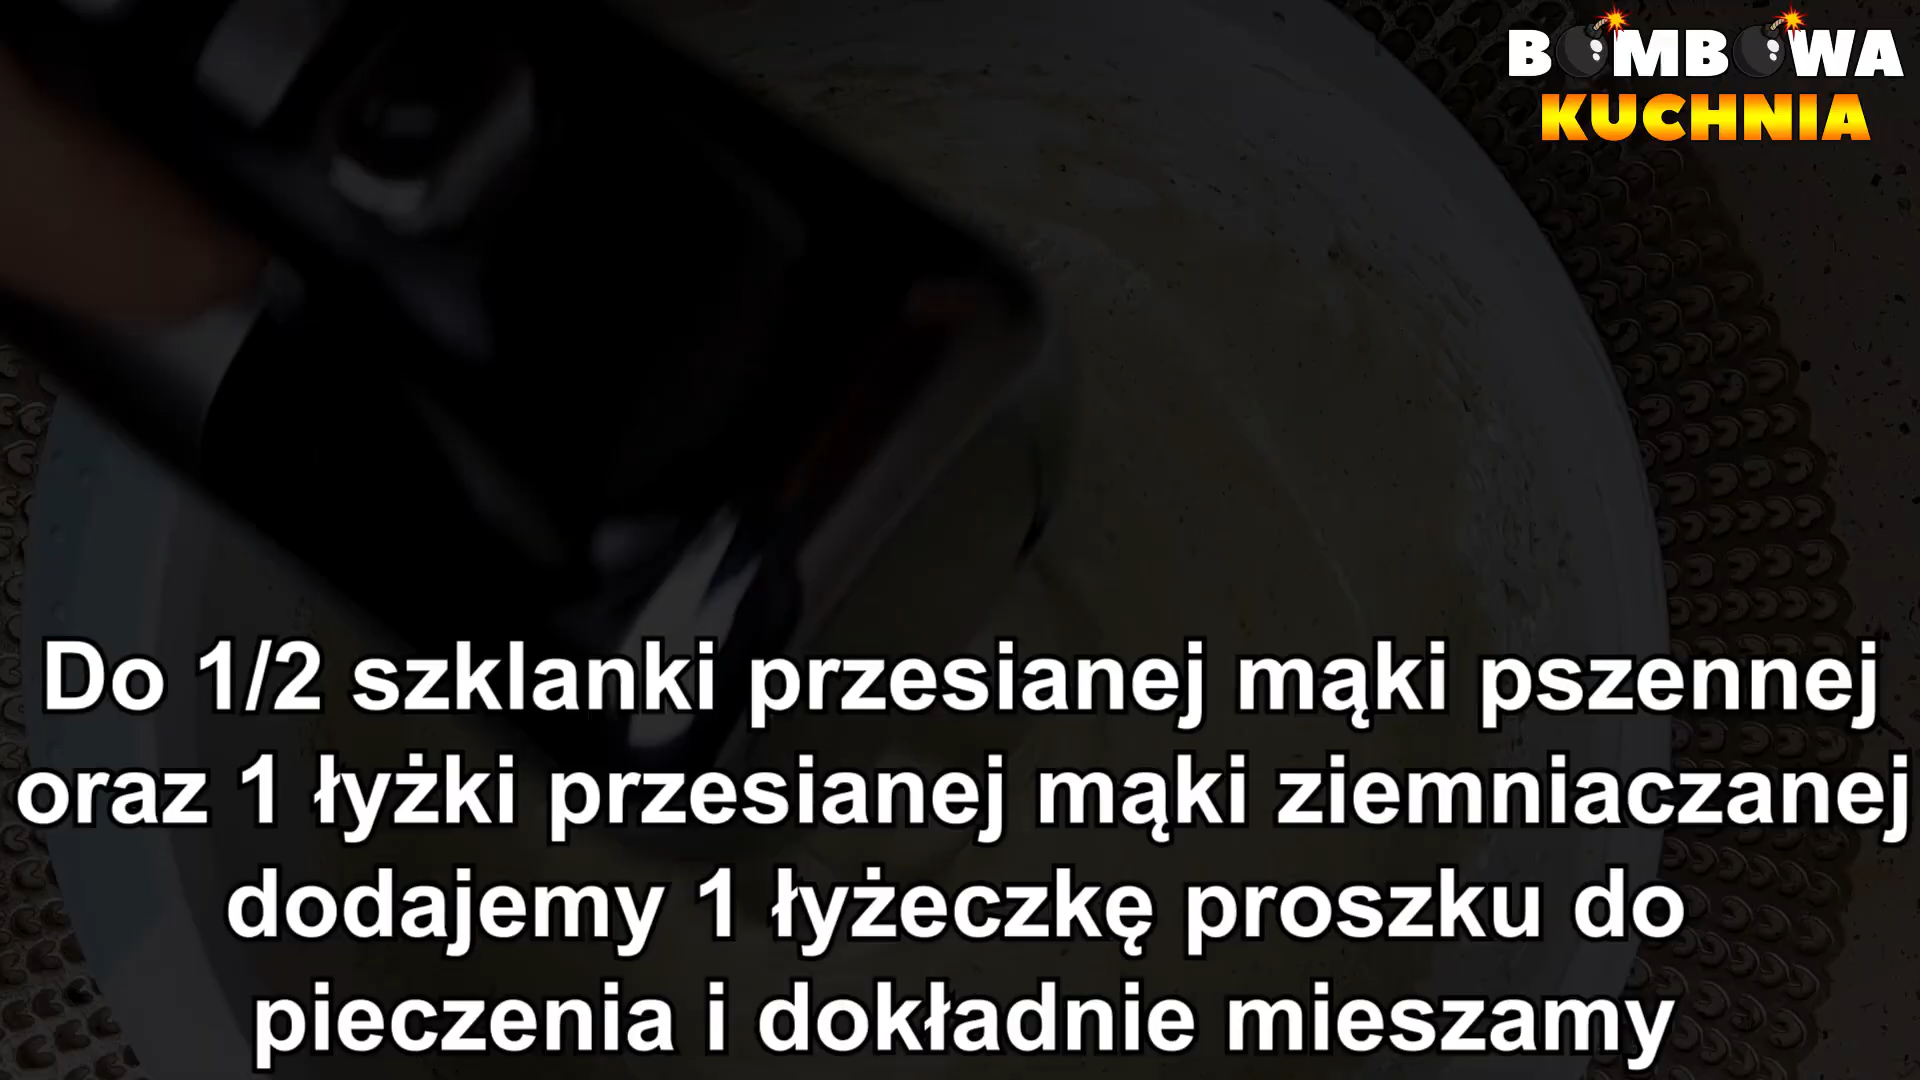 BOMBOWA
KUCHNIA
Do 1/2 szklanki przesianej mąki pszennej
oraz 1 łyżki przesianej mąki ziemniaczanej
dodajemy 1 łyżeczkę proszku do
pieczenia i dokładnie mieszamy